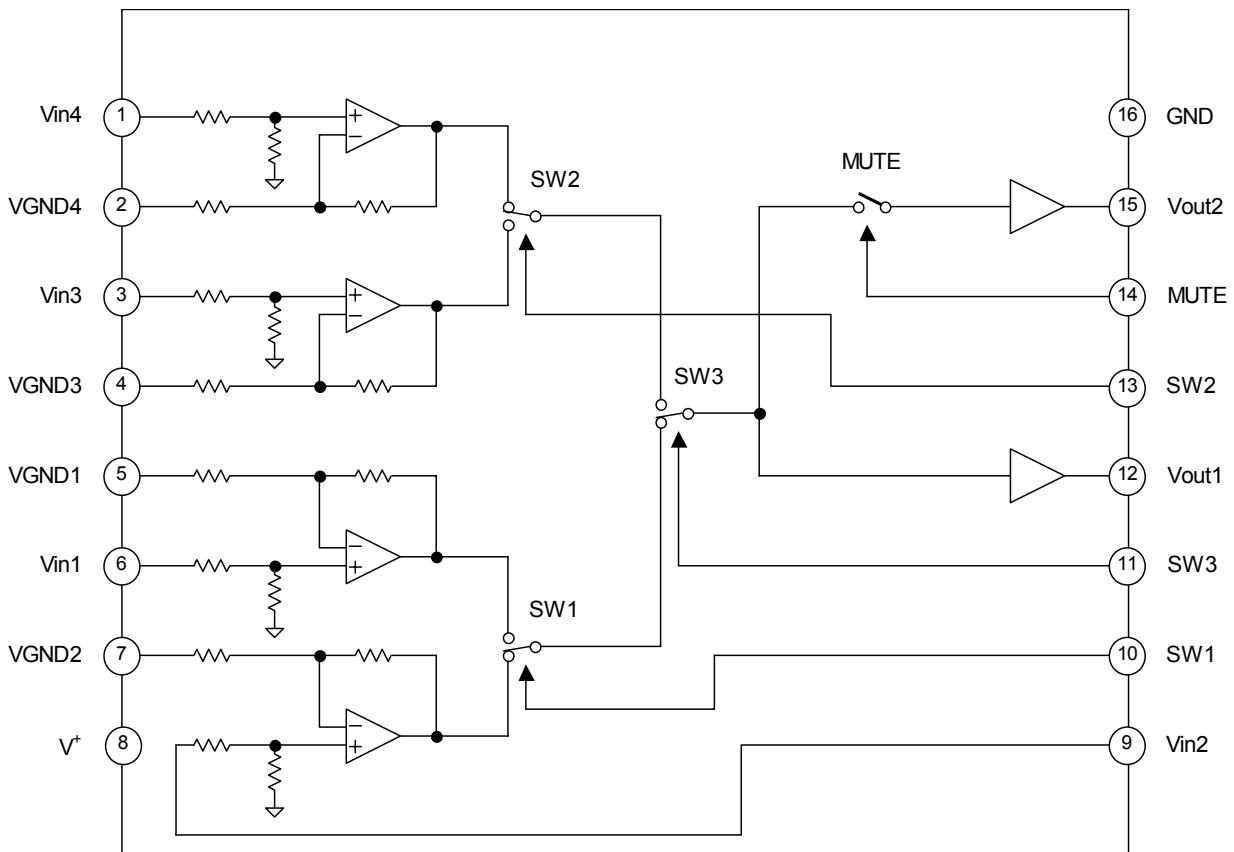 Vin4 1
16 GND
MUTE
SW2
VGND4 2
15 Vout2
Vin3 3
14 MUTE
VGND3 4
SW3
13 SW2
VGND1 5
12 Vout1
Vin1 6
11 SW3
SW1
VGND2 7
10 SW1
V+ 8
9 Vin2
+
−
+
−
−
+
−
+